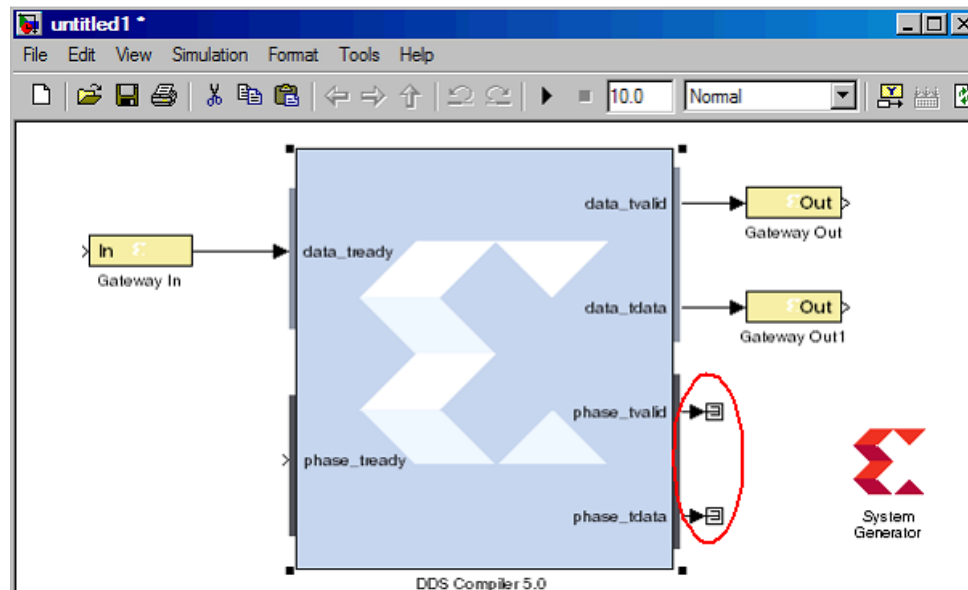 untitled1 *
File Edit View Simulation Format Tools Help
10.0 Normal
data_tvalid Out
Gateway Out
In data_tready
Gateway In
data_tdata Out
Gateway Out1
phase_tvalid
phase_tready
phase_tdata
System
Generator
DDS Compiler 5.0